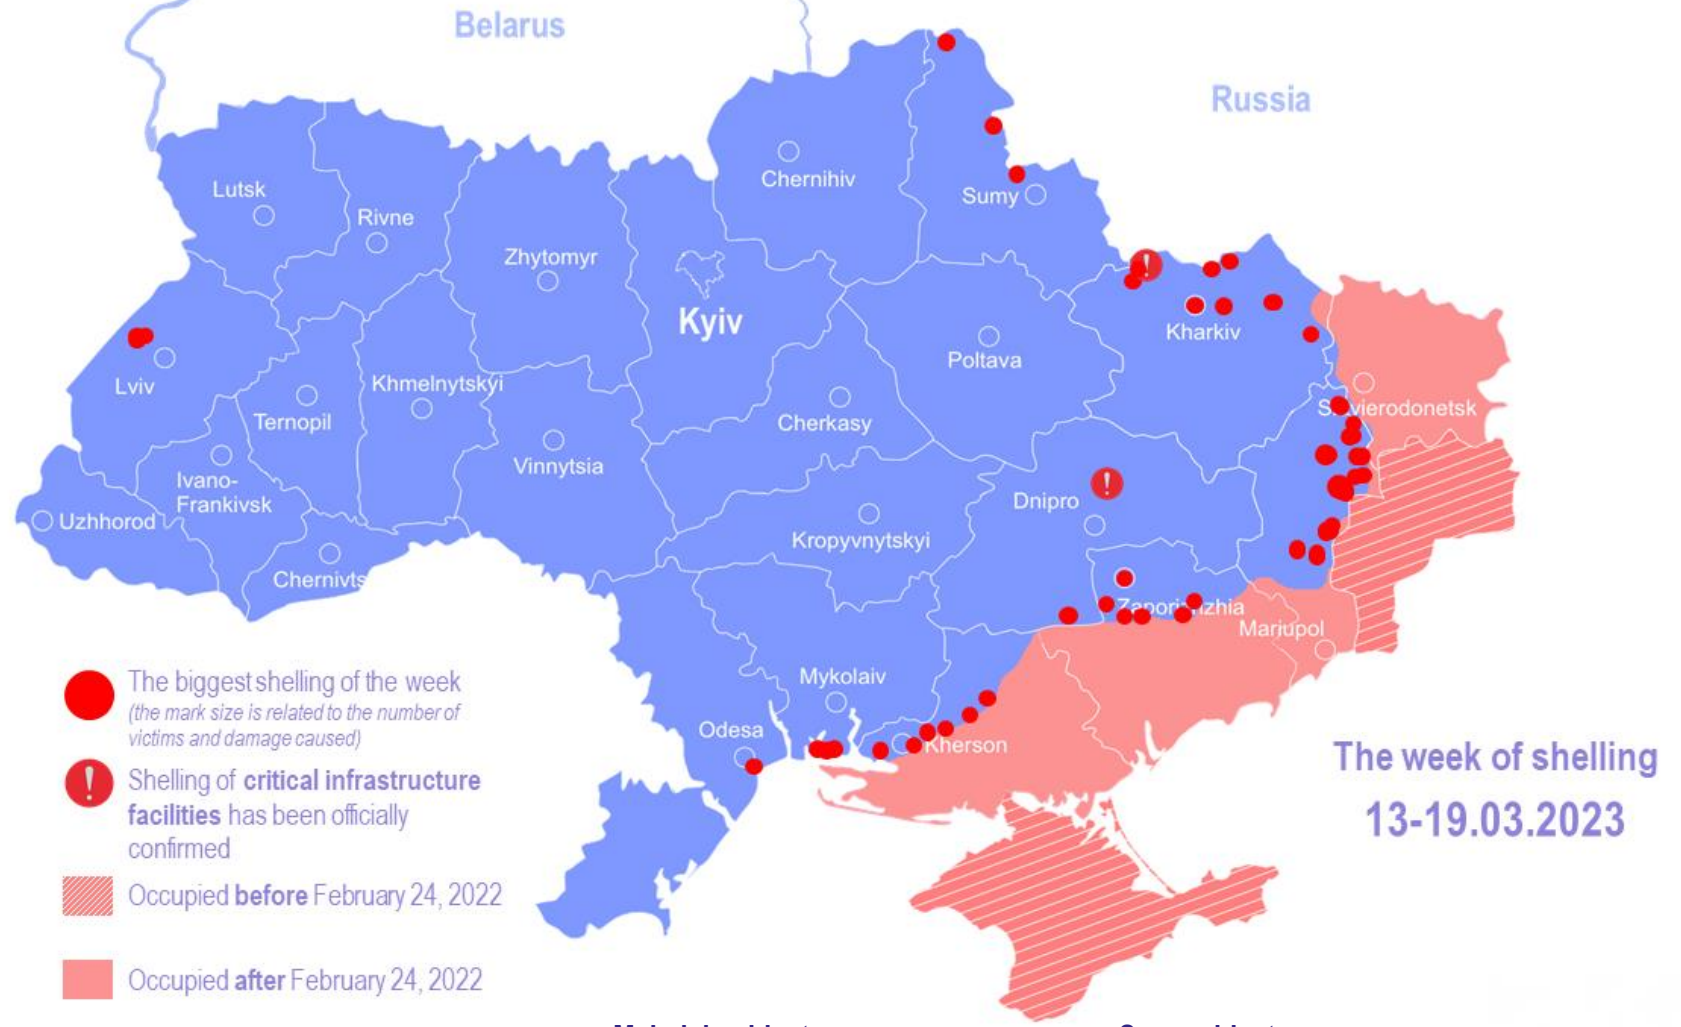 Belarus
Russia
Chernihiv
Lutsk
Sumy
Rivne
Zhytomyr
Kyiv
Kharkiv
Poltava
Lviv
Khmelnytskyi
Ternopil
Cherkasy
Vinnytsia
Ivano-
Frankivsk
Dnipro
Uzhhorod
Kropyvnytskyi
Chernivts
Mariupol
Mykolaiv
Odesa
Kherson
The biggest shelling of the week
(the mark size is related to the number of
victims and damage caused)
Shelling of critical infrastructure
facilities has been officially
confirmed
Occupied before February 24, 2022
Occupied after February 24, 2022
The week of shelling
13-19.03.2023